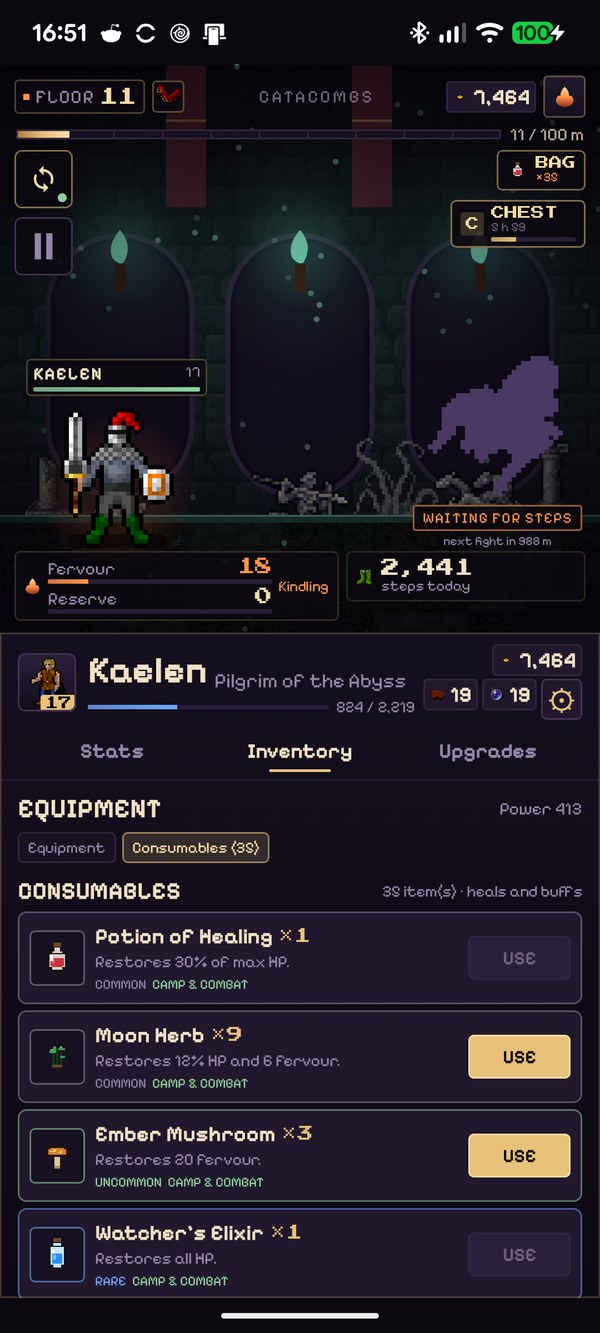 16:51
100
FLOOR 11
CATACOMBS
7,464
11 / 100 m
BAG
×35
C CHEST
5h 59
KAELEN 17
WAITING FOR STEPS
next fight in 988 m
Fervour 18
Kindling
Reserve 0
2,441
steps today
Kaelen Pilgrim of the Abyss
7,464
17
824 / 2,219
19
19
Stats Inventory Upgrades
EQUIPMENT
Power 413
Equipment
Consumables (35)
CONSUMABLES
35 item(s) · heals and buffs
Potion of Healing ×1
Restores 30% of max HP.
COMMON CAMP & COMBAT
USE
Moon Herb ×9
Restores 12% HP and 6 fervour.
COMMON CAMP & COMBAT
USE
Ember Mushroom ×3
Restores 20 fervour.
UNCOMMON CAMP & COMBAT
USE
Watcher's Elixir ×1
Restores all HP.
RARE CAMP & COMBAT
USE